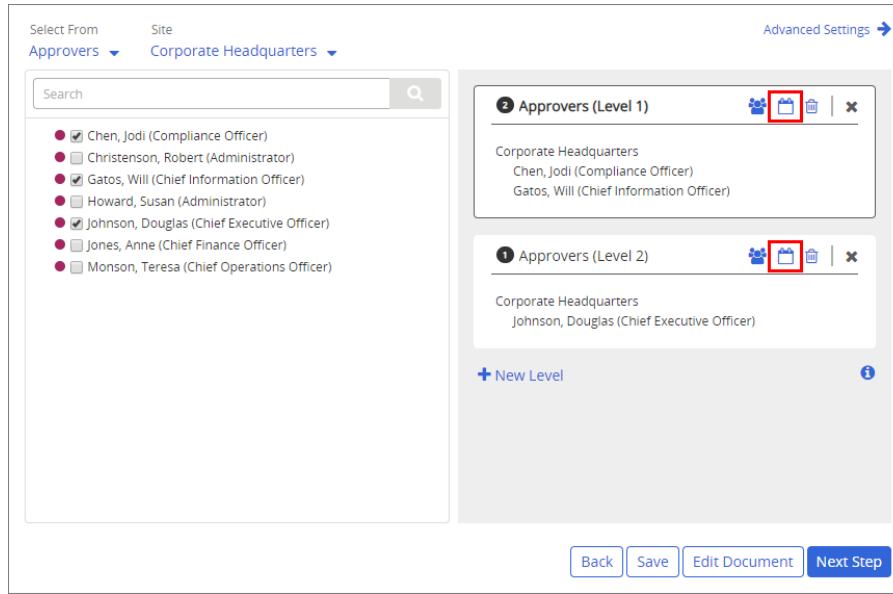 Select From
Site
Advanced Settings
Approvers
Corporate Headquarters
Search
Chen, Jodi (Compliance Officer)
Christenson, Robert (Administrator)
Gatos, Will (Chief Information Officer)
Howard, Susan (Administrator)
Johnson, Douglas (Chief Executive Officer)
Jones, Anne (Chief Finance Officer)
Monson, Teresa (Chief Operations Officer)
2 Approvers (Level 1)
Corporate Headquarters
Chen, Jodi (Compliance Officer)
Gatos, Will (Chief Information Officer)
1 Approvers (Level 2)
Corporate Headquarters
Johnson, Douglas (Chief Executive Officer)
New Level
Back
Save
Edit Document
Next Step